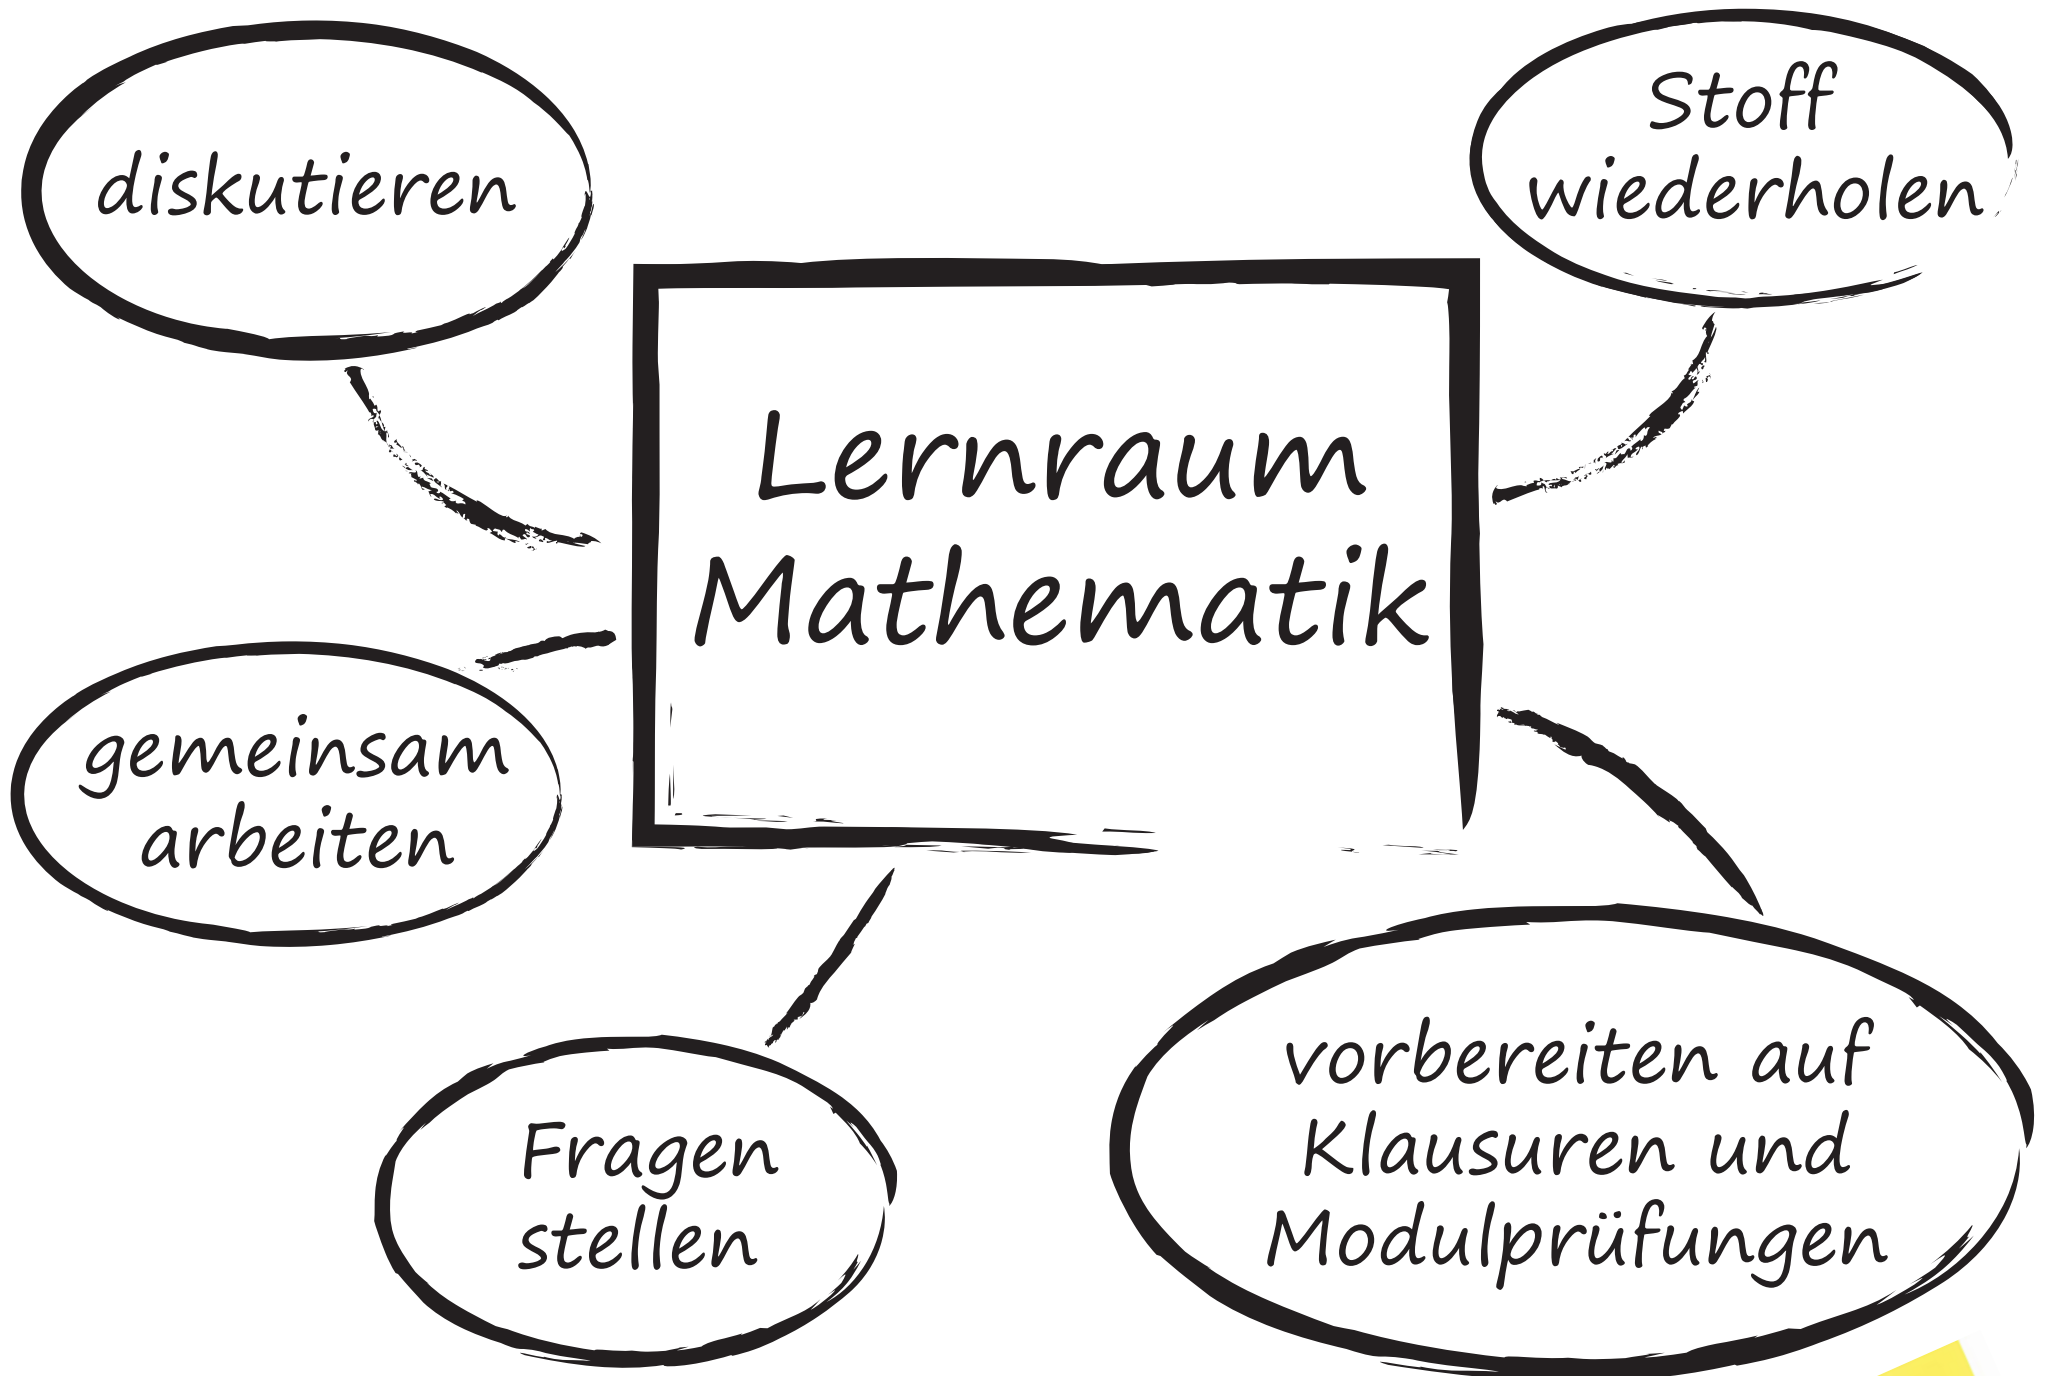 diskutieren
Stoff
wiederholen
Lernraum
Mathematik
gemeinsam
arbeiten
Fragen
stellen
vorbereiten auf
Klausuren und
Modulprüfungen